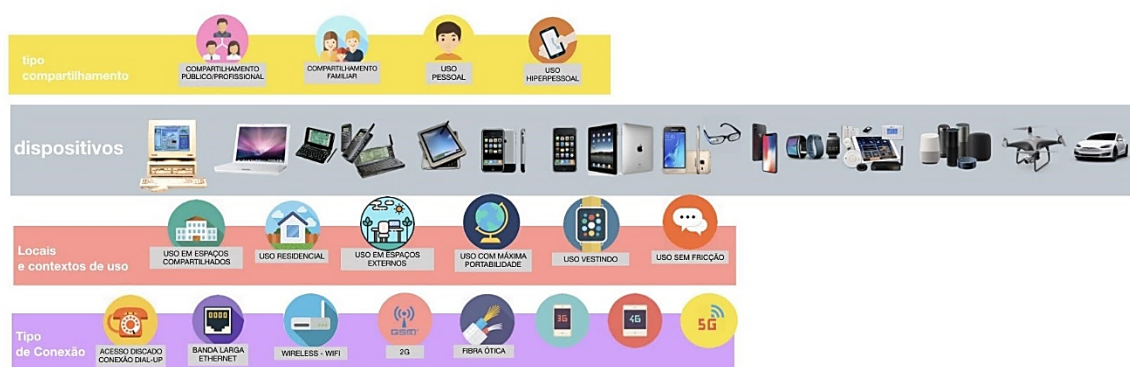 tipo
compartilhamento
COMPARTILHAMENTO
PÚBLICO/PROFISSIONAL
COMPARTILHAMENTO
FAMILIAR
USO
PESSOAL
USO
HIPERPESSOAL
dispositivos
Locais
e contextos de uso
USO EM ESPAÇOS
COMPARTILHADOS
USO RESIDENCIAL
USO EM ESPAÇOS
EXTERNOS
USO COM MÁXIMA
PORTABILIDADE
USO VESTINDO
USO SEM FRICÇÃO
Tipo
de Conexão
ACESSO DISCADO
CONEXÃO DIAL-UP
BANDA LARGA
ETHERNET
WIRELESS - WIFI
GSM
2G
FIBRA ÓTICA
3G
4G
5G